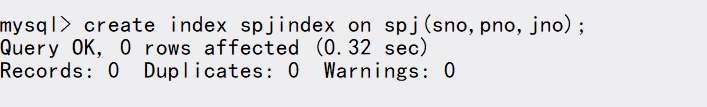 mysql> create index spjindex on spj(sno,pno,jno);
Query OK, 0 rows affected (0.32 sec)
Records: 0  Duplicates: 0  Warnings: 0